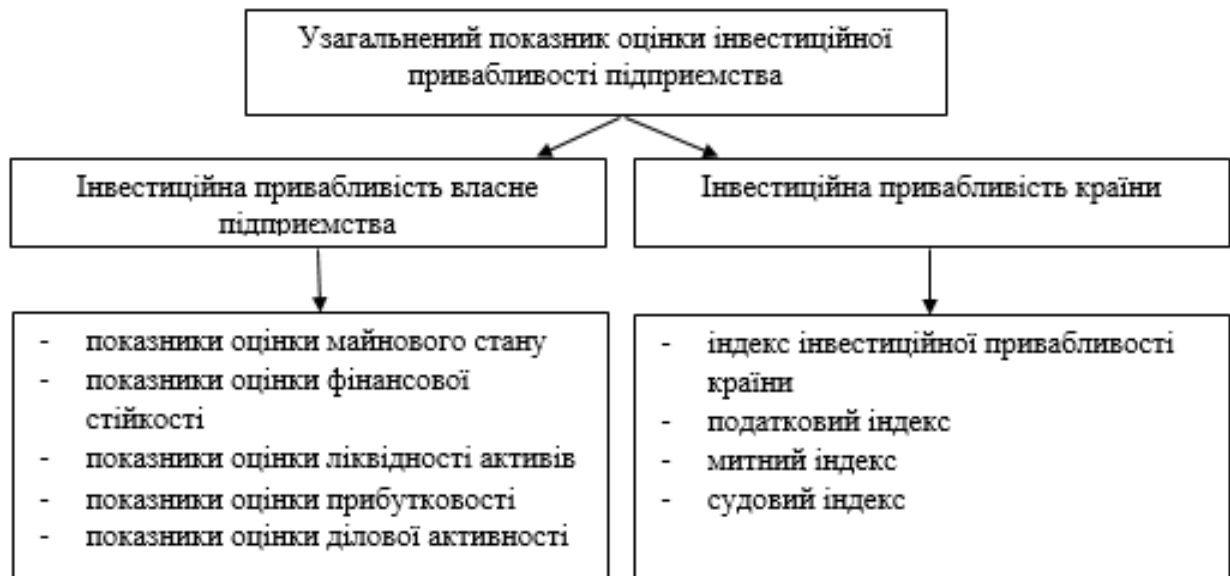 Узагальнений показник оцінки інвестиційної
привабливості підприємства
Інвестиційна привабливість власне
підприємства
Інвестиційна привабливість країни
- показники оцінки майнового стану
- показники оцінки фінансової
стійкості
- показники оцінки ліквідності активів
- показники оцінки прибутковості
- показники оцінки ділової активності
- індекс інвестиційної привабливості
країни
- податковий індекс
- митний індекс
- судовий індекс